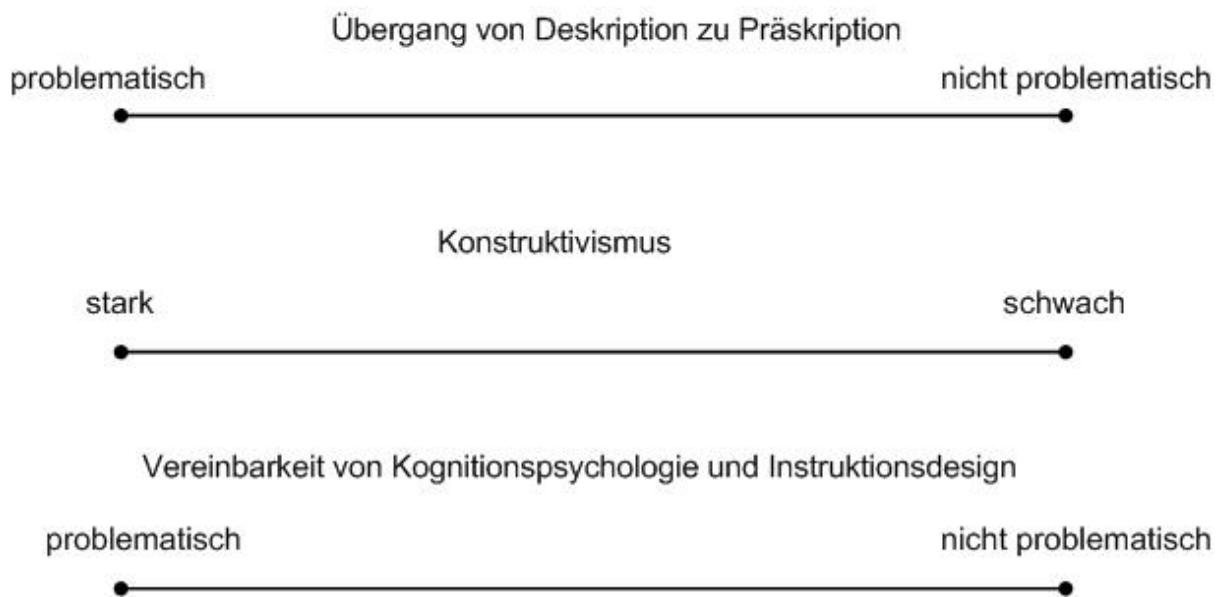 Übergang von Deskription zu Präskription
problematisch nicht problematisch
Konstruktivismus
stark schwach
Vereinbarkeit von Kognitionspsychologie und Instruktionsdesign
problematisch nicht problematisch